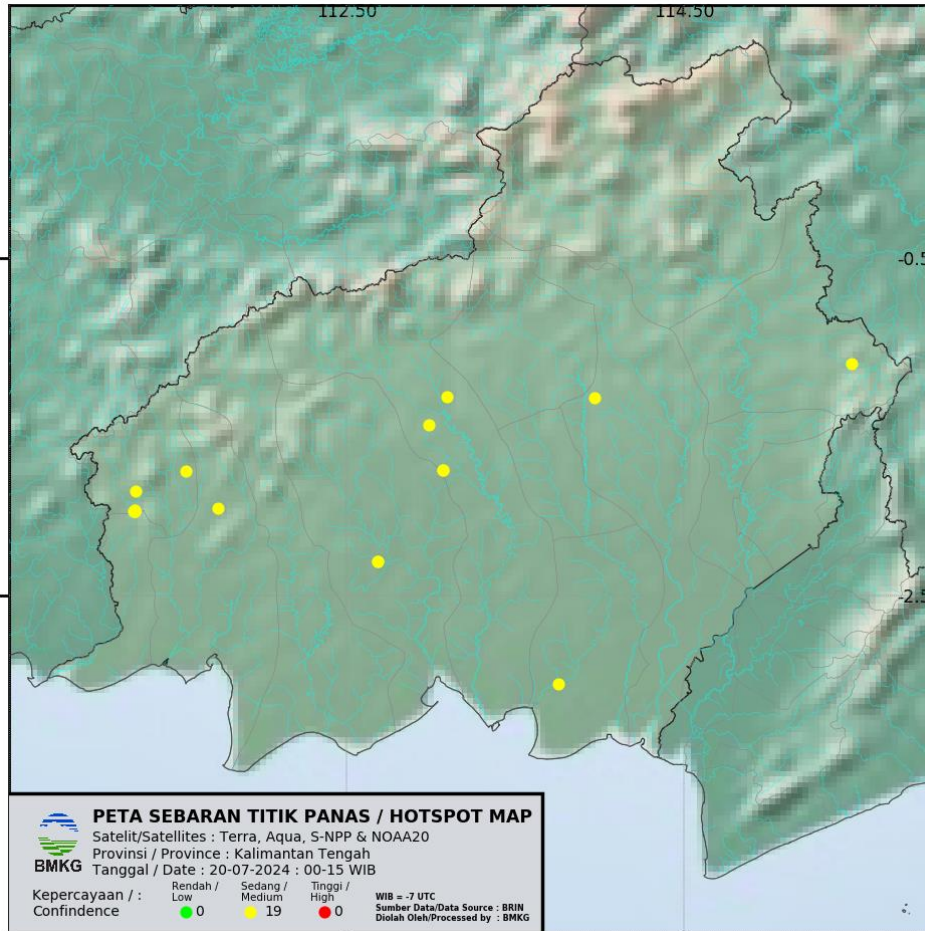 112.50 114.50
-0.5
-2.5
PETA SEBARAN TITIK PANAS / HOTSPOT MAP
Satelit/Satellites : Terra, Aqua, S-NPP & NOAA20
Provinsi / Province : Kalimantan Tengah
Tanggal / Date : 20-07-2024 : 00-15 WIB
BMKG
Kepercayaan / :
Confindence
Rendah /
Low
0
Sedang /
Medium
19
Tinggi /
High
0
WIB = -7 UTC
Sumber Data/Data Source : BRIN
Diolah Oleh/Processed by : BMKG